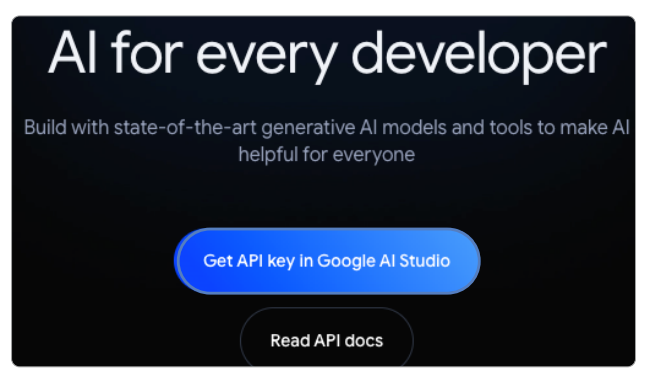 AI for every developer
Build with state-of-the-art generative AI models and tools to make AI
helpful for everyone
Get API key in Google AI Studio
Read API docs